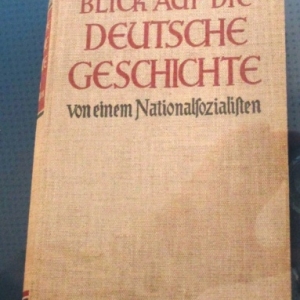 BLICK AUF DIE
DEUTSCHE
GESCHICHTE
von einem Nationalſozialiſten